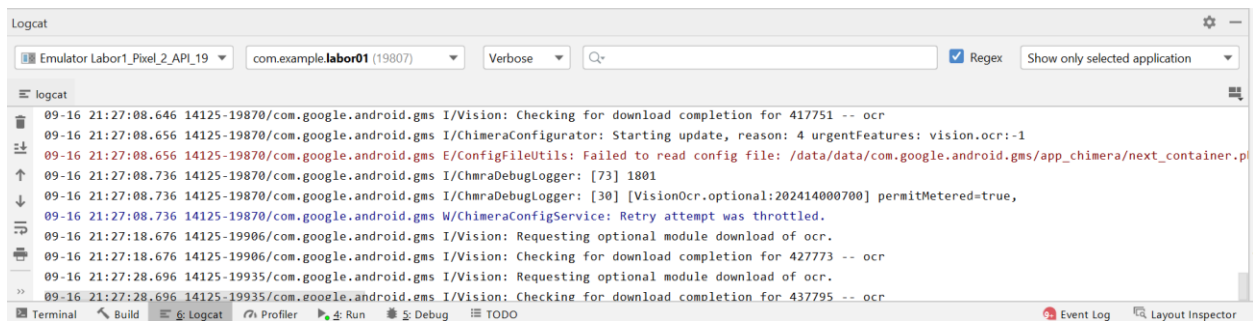 Logcat
Emulator Labor1_Pixel_2_API_19 com.example.labor01 (19807) Verbose Regex Show only selected application
logcat
09-16 21:27:08.646 14125-19870/com.google.android.gms I/Vision: Checking for download completion for 417751 -- ocr
09-16 21:27:08.656 14125-19870/com.google.android.gms I/ChimeraConfigurator: Starting update, reason: 4 urgentFeatures: vision.ocr:-1
09-16 21:27:08.656 14125-19870/com.google.android.gms E/ConfigFileUtils: Failed to read config file: /data/data/com.google.android.gms/app_chimera/next_container.pl
09-16 21:27:08.736 14125-19870/com.google.android.gms I/ChmraDebugLogger: [73] 1801
09-16 21:27:08.736 14125-19870/com.google.android.gms I/ChmraDebugLogger: [30] [VisionOcr.optional:202414000700] permitMetered=true,
09-16 21:27:08.736 14125-19870/com.google.android.gms W/ChimeraConfigService: Retry attempt was throttled.
09-16 21:27:18.676 14125-19906/com.google.android.gms I/Vision: Requesting optional module download of ocr.
09-16 21:27:18.676 14125-19906/com.google.android.gms I/Vision: Checking for download completion for 427773 -- ocr
09-16 21:27:28.696 14125-19935/com.google.android.gms I/Vision: Requesting optional module download of ocr.
09-16 21:27:28.696 14125-19935/com.google.android.gms I/Vision: Checking for download completion for 437795 -- ocr
Terminal Build 6: Logcat Profiler 4: Run 5: Debug TODO Event Log Layout Inspector